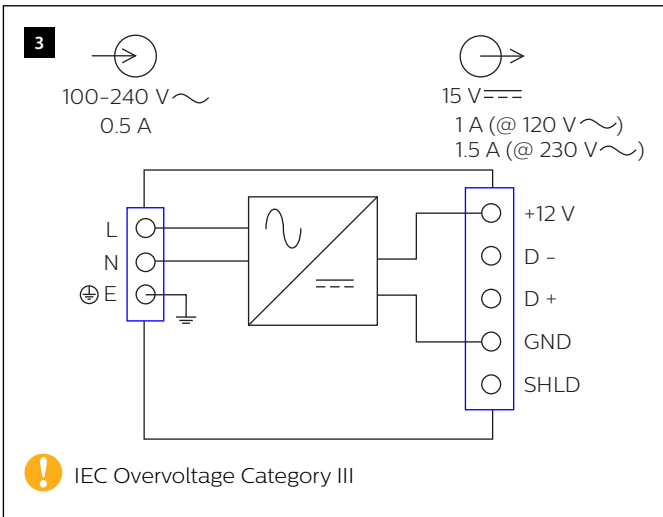 3
100-240 V
0.5 A
15 V
1 A (@ 120 V)
1.5 A (@ 230 V)
L
N
E
+12 V
D -
D +
GND
SHLD
IEC Overvoltage Category III